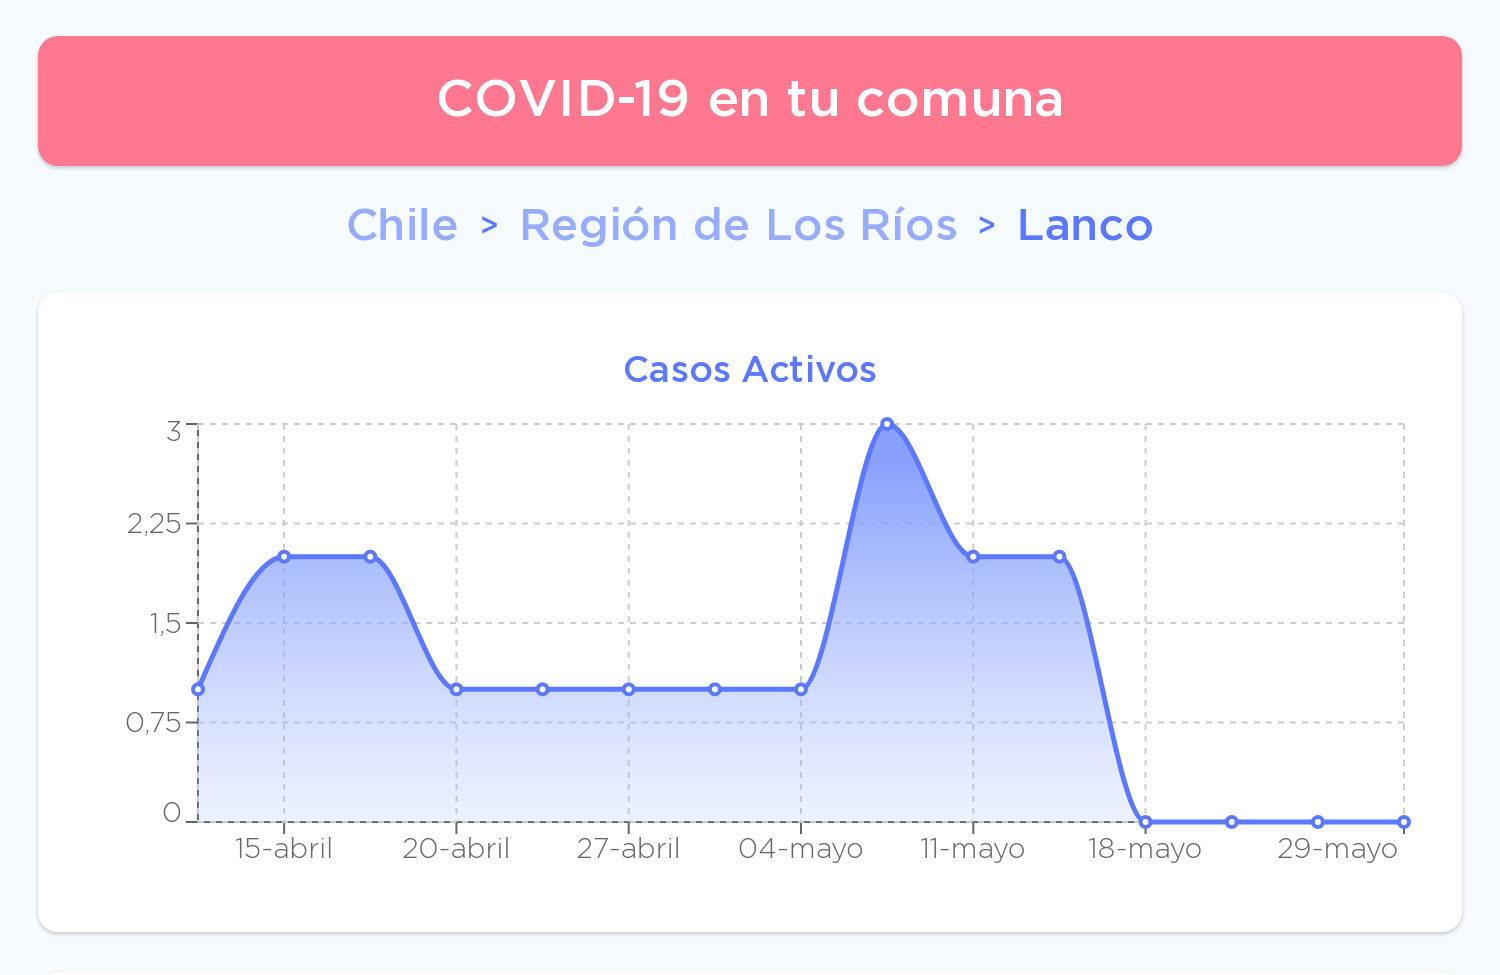 COVID-19 en tu comuna
Chile > Región de Los Ríos > Lanco
Casos Activos
3
2,25
1,5
0,75
0
15-abril 20-abril 27-abril 04-mayo 11-mayo 18-mayo 29-mayo